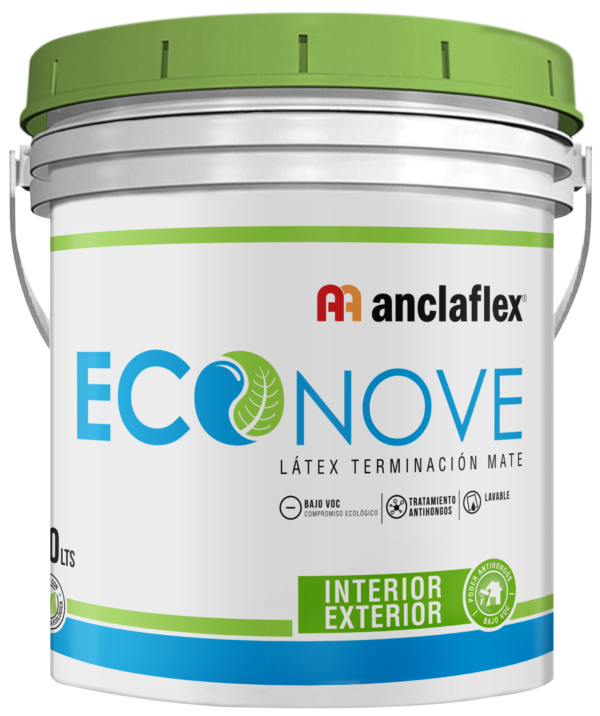 anclaflex®
ECONOVE
LÁTEX TERMINACIÓN MATE
BAJO VOC
COMPROMISO ECOLÓGICO
TRATAMIENTO
ANTIHONGOS
LAVABLE
0 LTS
INTERIOR
EXTERIOR
PODER ANTIHONGOS
BAJO VOC